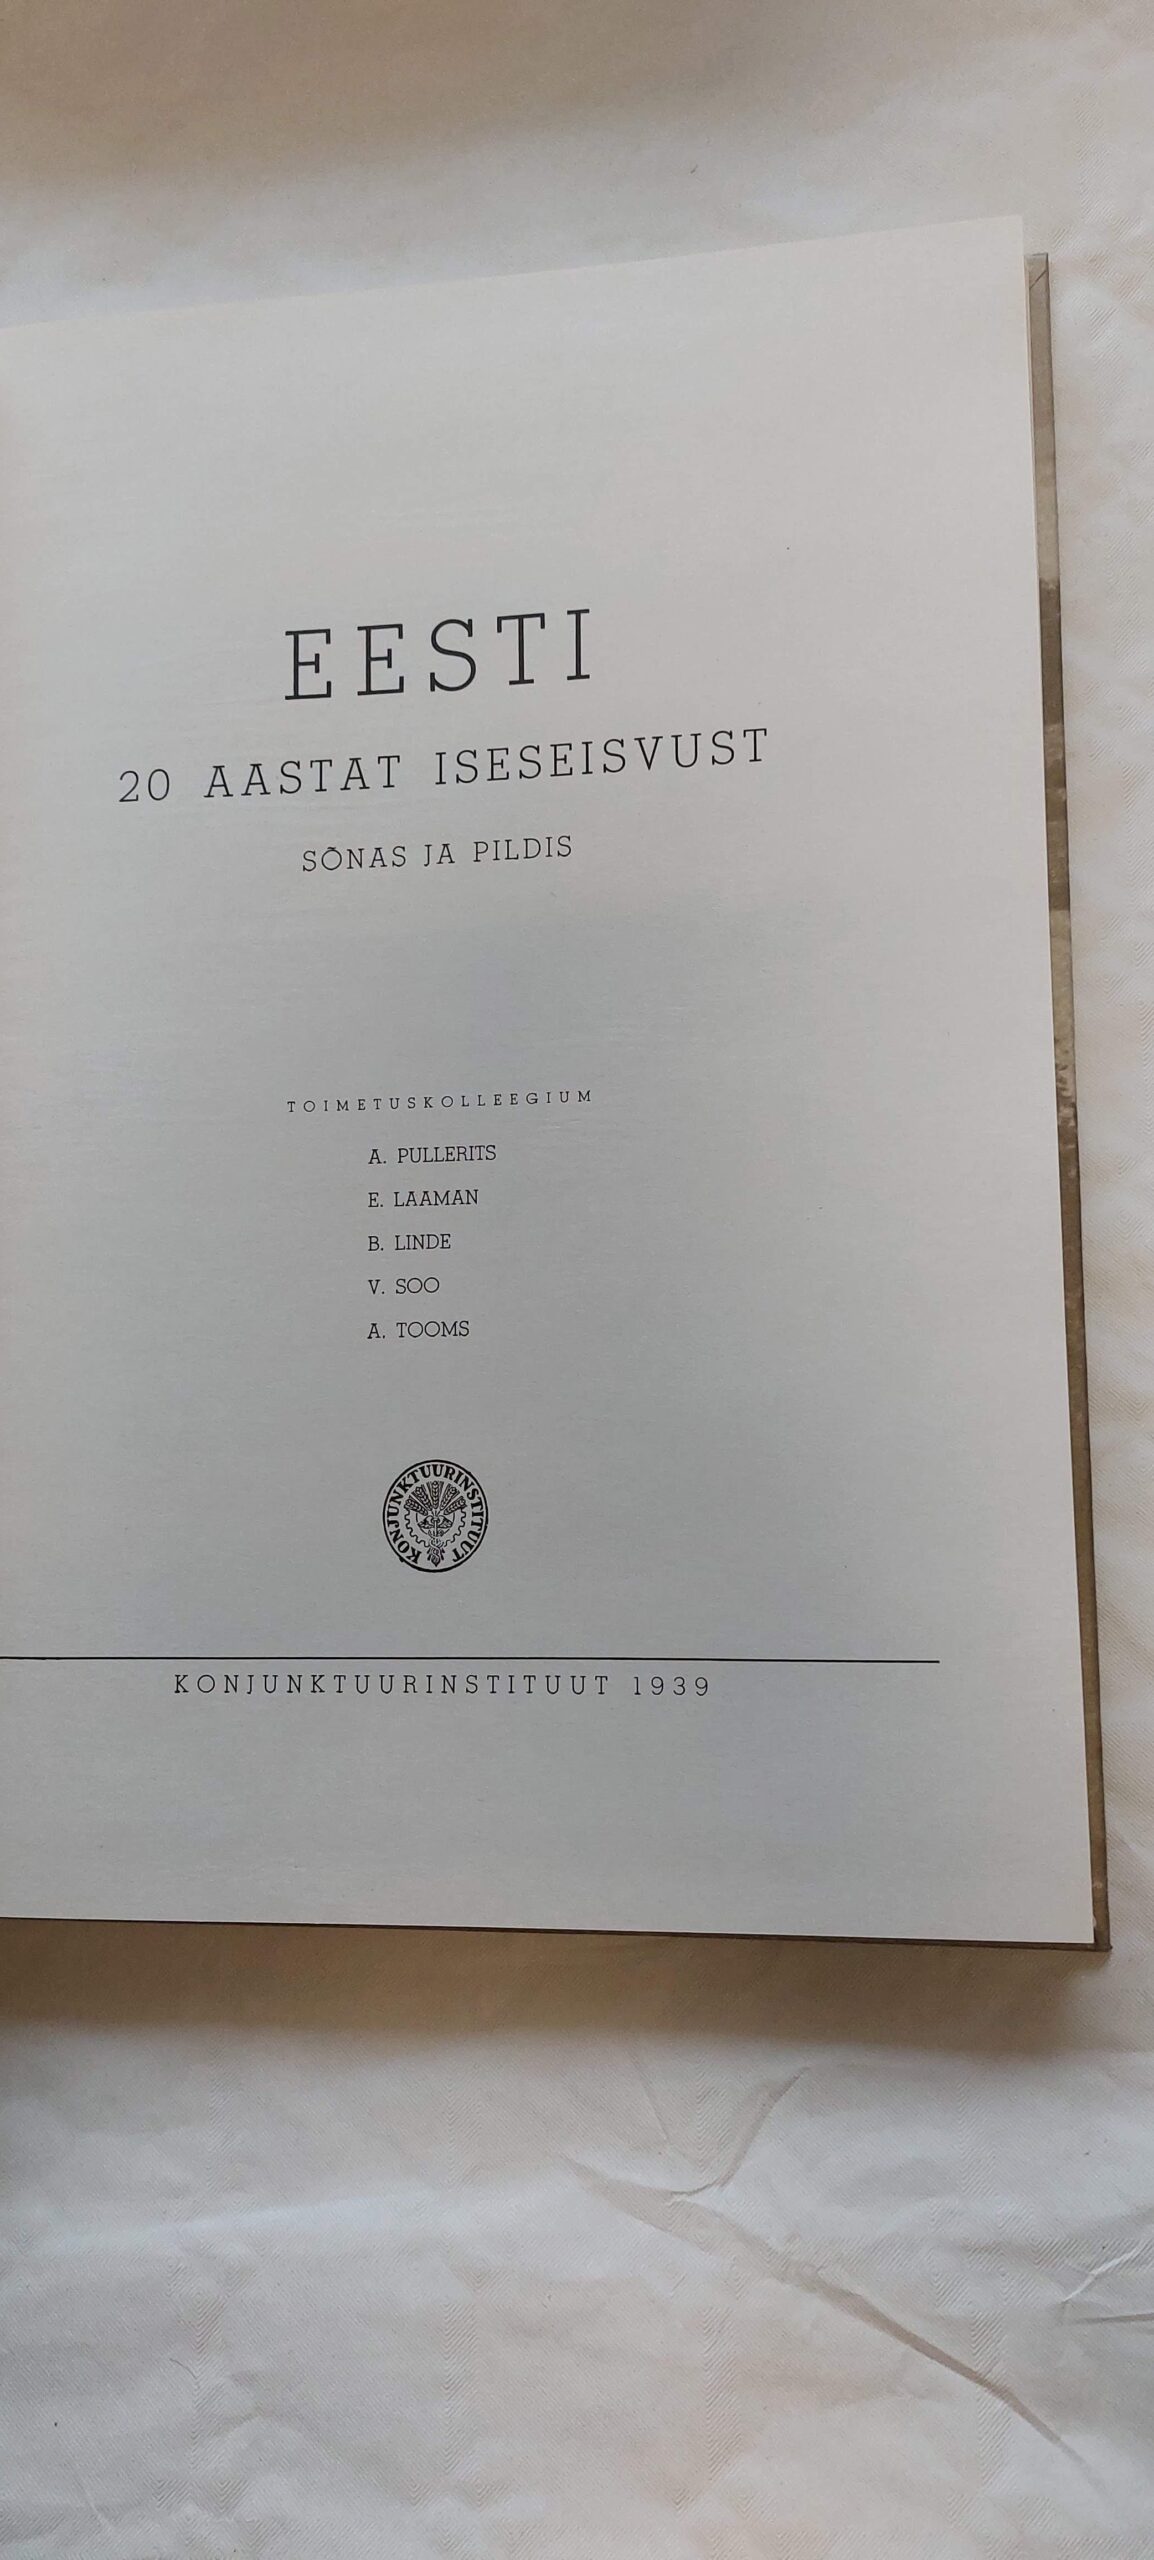 EESTI
20 AASTAT ISESEISVUST
SÕNAS JA PILDIS
TOIMETUSKOLLEEGIUM
A. PULLERITS
E. LAAMAN
B. LINDE
V. SOO
A. TOOMS
KONJUNKTUURINSTITUUT
KONJUNKTUURINSTITUUT 1939